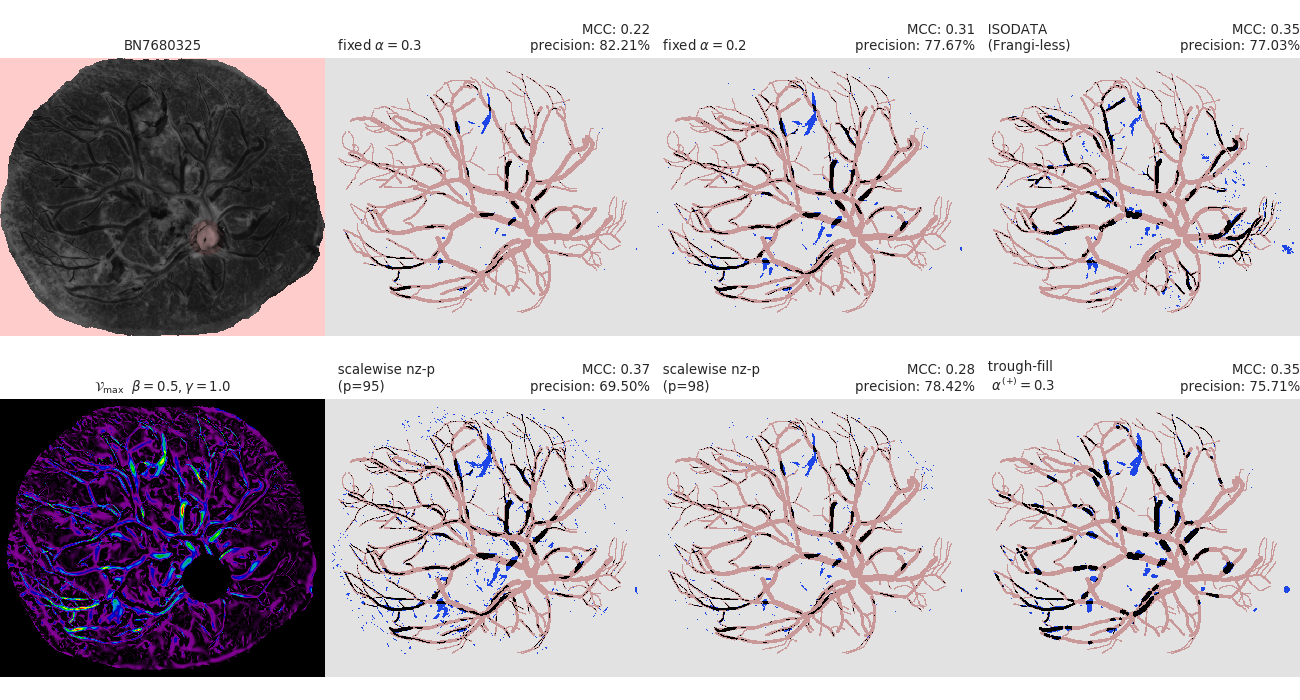 BN7680325
fixed α = 0.3
MCC: 0.22
precision: 82.21%
fixed α = 0.2
MCC: 0.31
precision: 77.67%
ISODATA
(Frangi-less)
MCC: 0.35
precision: 77.03%
𝒱max β = 0.5, γ = 1.0
scalewise nz-p
(p=95)
MCC: 0.37
precision: 69.50%
scalewise nz-p
(p=98)
MCC: 0.28
precision: 78.42%
trough-fill
α(+) = 0.3
MCC: 0.35
precision: 75.71%